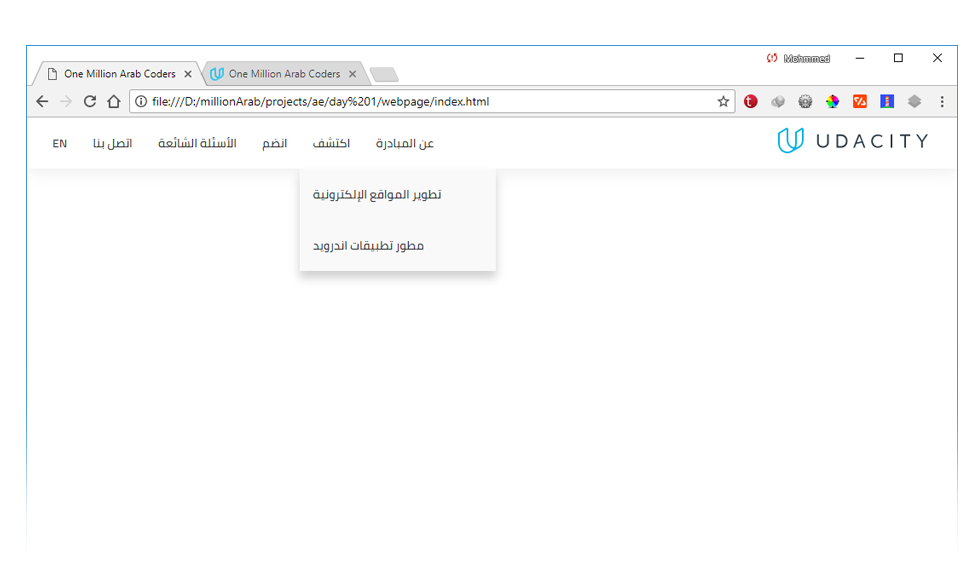 Mohmmed
One Million Arab Coders
One Million Arab Coders
file:///D:/millionArab/projects/ae/day%201/webpage/index.html
UDACITY
عن المبادرة
اكتشف
انضم
الأسئلة الشائعة
اتصل بنا
EN
تطوير المواقع الإلكترونية
مطور تطبيقات اندرويد